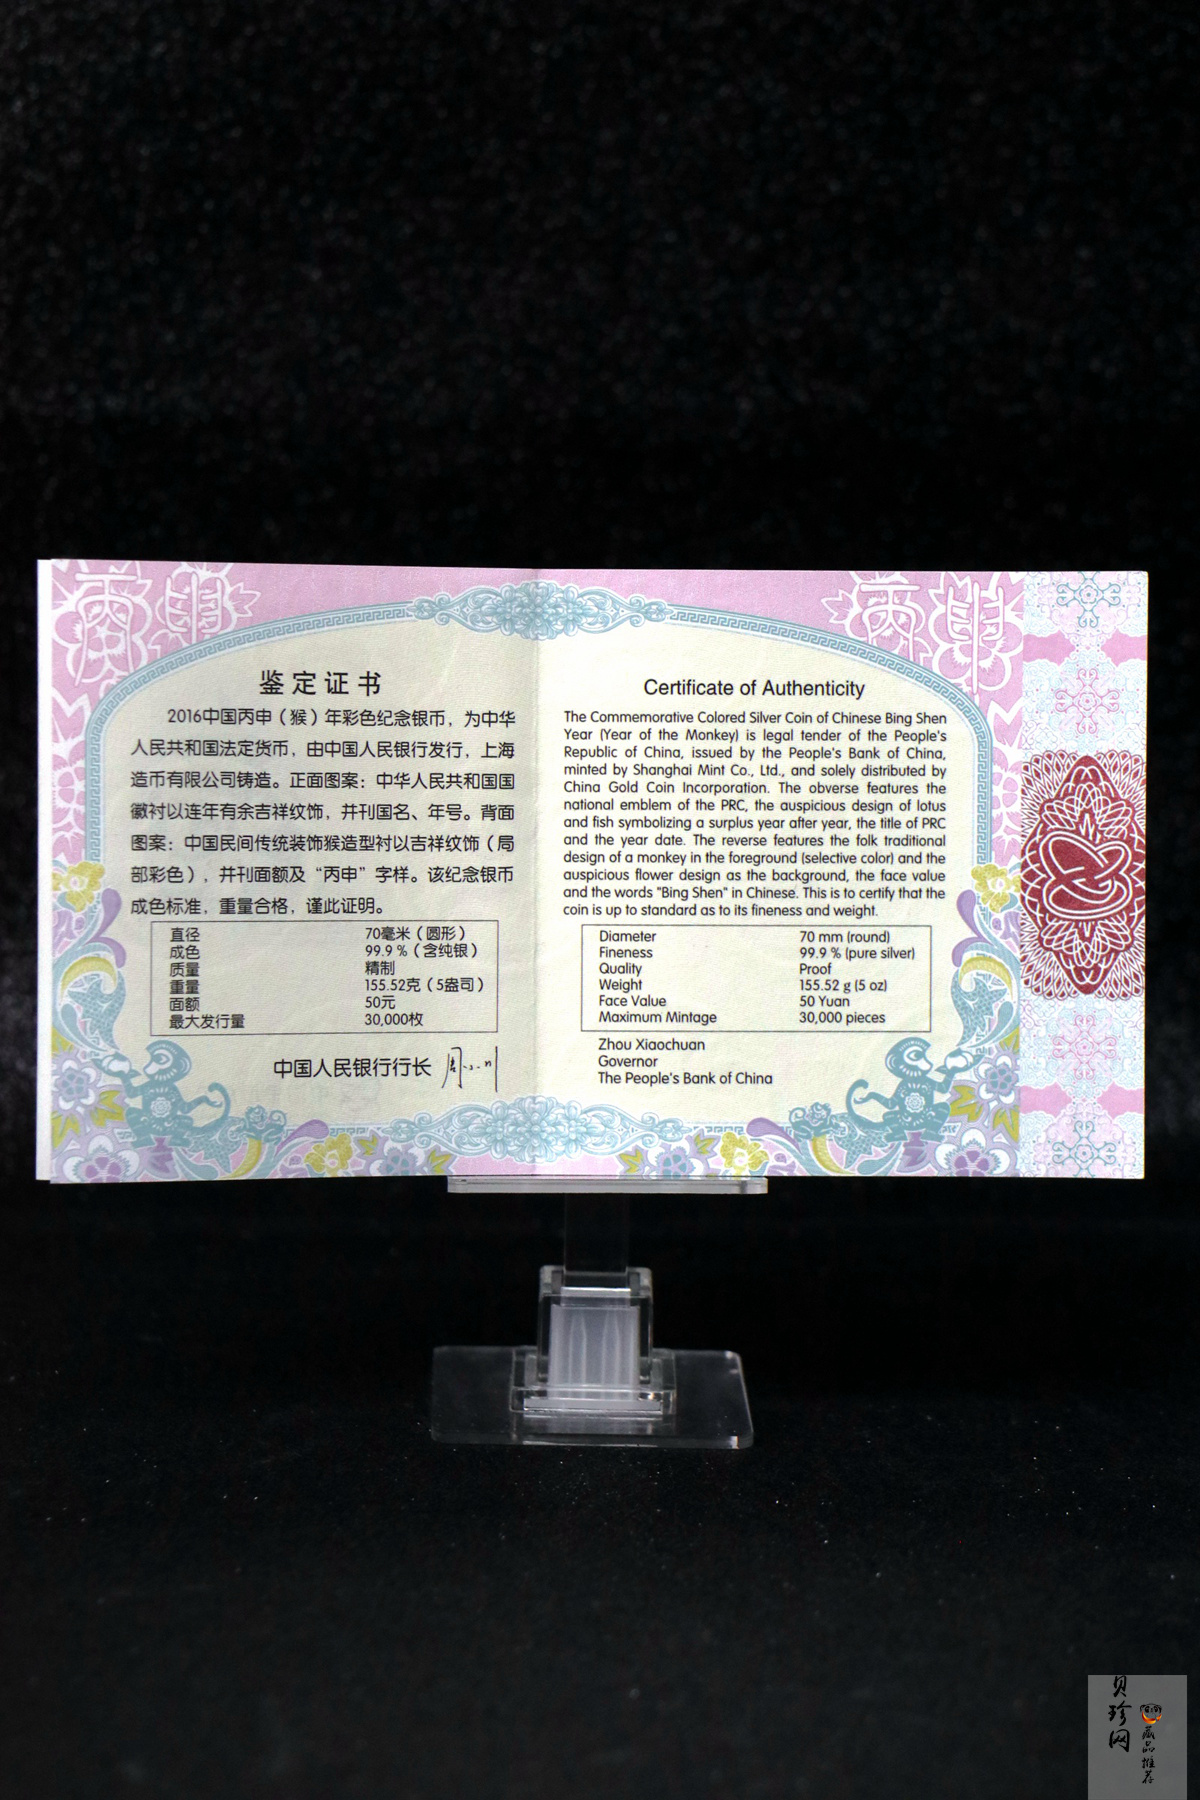 丙申
丙申
鉴定证书
2016中国丙申（猴）年彩色纪念银币，为中华
人民共和国法定货币，由中国人民银行发行，上海
造币有限公司铸造。正面图案：中华人民共和国国
徽衬以连年有余吉祥纹饰，并刊国名、年号。背面
图案：中国民间传统装饰猴造型衬以吉祥纹饰（局
部彩色），并刊面额及“丙申”字样。该纪念银币
成色标准，重量合格，谨此证明。
直径 70毫米（圆形）
成色 99.9％（含纯银）
质量 精制
重量 155.52克（5盎司）
面额 50元
最大发行量 30,000枚
中国人民银行行长
Certificate of Authenticity
The Commemorative Colored Silver Coin of Chinese Bing Shen
Year (Year of the Monkey) is legal tender of the People's
Republic of China, issued by the People's Bank of China,
minted by Shanghai Mint Co., Ltd., and solely distributed by
China Gold Coin Incorporation. The obverse features the
national emblem of the PRC, the auspicious design of lotus
and fish symbolizing a surplus year after year, the title of PRC
and the year date. The reverse features the folk traditional
design of a monkey in the foreground (selective color) and the
auspicious flower design as the background, the face value
and the words "Bing Shen" in Chinese. This is to certify that the
coin is up to standard as to its fineness and weight.
Diameter 70 mm (round)
Fineness 99.9 % (pure silver)
Quality Proof
Weight 155.52 g (5 oz)
Face Value 50 Yuan
Maximum Mintage 30,000 pieces
Zhou Xiaochuan
Governor
The People's Bank of China
贝珍网
藏品推荐